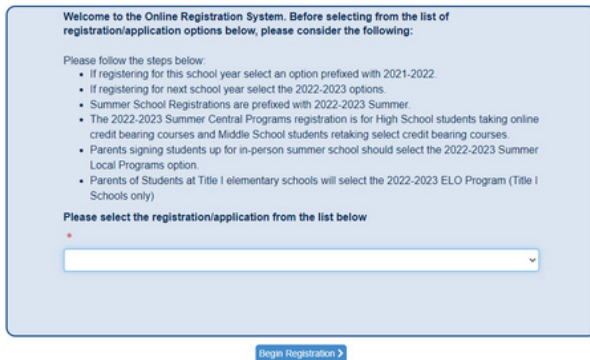 Welcome to the Online Registration System. Before selecting from the list of
registration/application options below, please consider the following:
Please follow the steps below:
• If registering for this school year select an option prefixed with 2021-2022.
• If registering for next school year select the 2022-2023 options.
• Summer School Registrations are prefixed with 2022-2023 Summer.
• The 2022-2023 Summer Central Programs registration is for High School students taking online
credit bearing courses and Middle School students retaking select credit bearing courses.
• Parents signing students up for in-person summer school should select the 2022-2023 Summer
Local Programs option.
• Parents of Students at Title I elementary schools will select the 2022-2023 ELO Program (Title I
Schools only)
Please select the registration/application from the list below
*
Begin Registration >